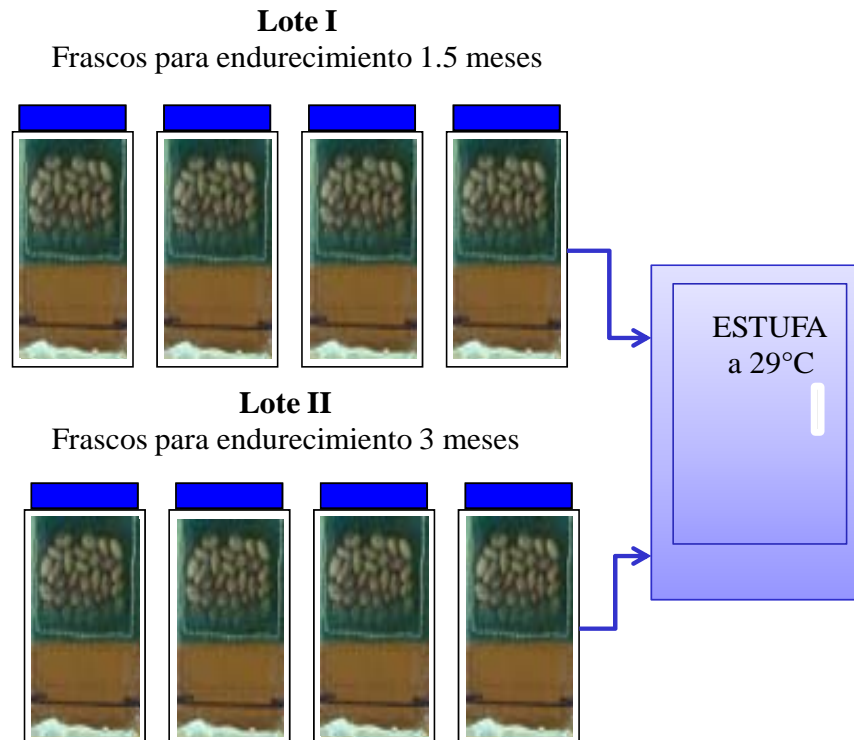 Lote I
Frascos para endurecimiento 1.5 meses
ESTUFA
a 29°C
Lote II
Frascos para endurecimiento 3 meses